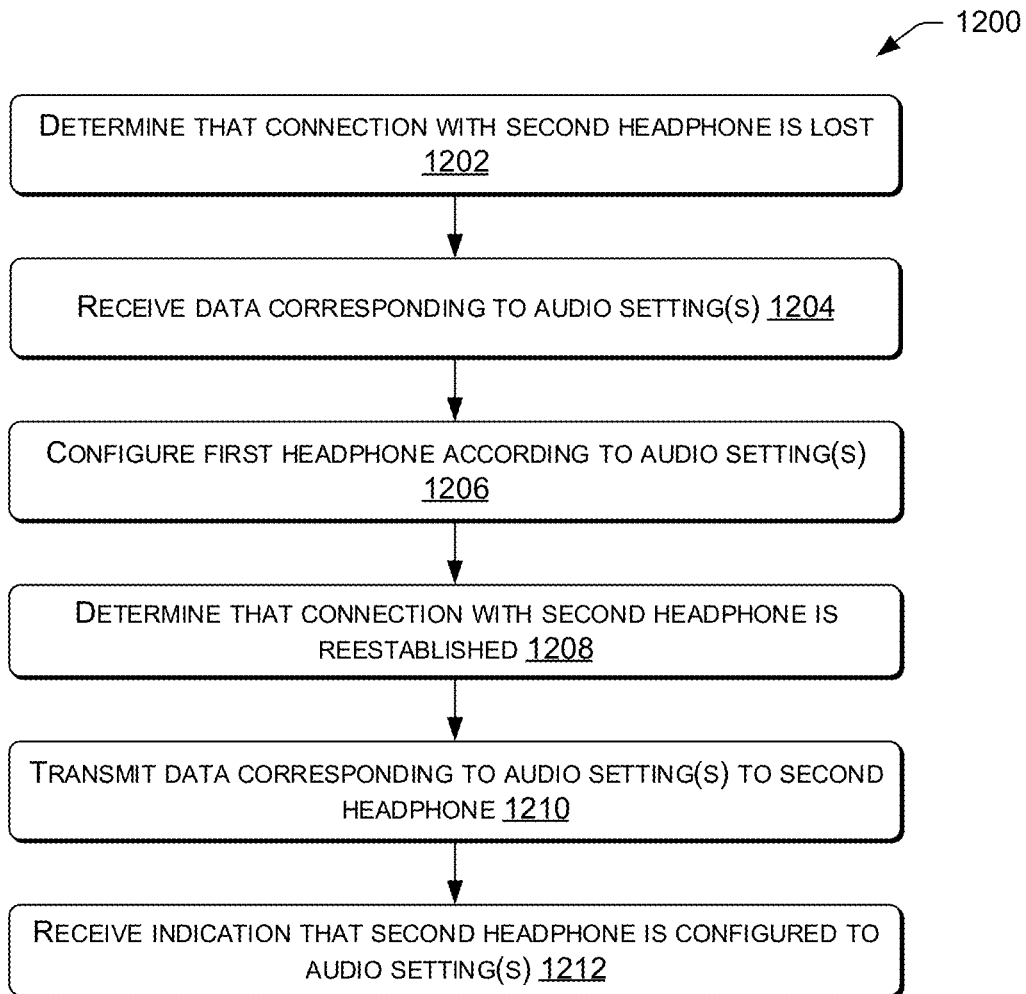 1200
DETERMINE THAT CONNECTION WITH SECOND HEADPHONE IS LOST
1202
RECEIVE DATA CORRESPONDING TO AUDIO SETTING(S) 1204
CONFIGURE FIRST HEADPHONE ACCORDING TO AUDIO SETTING(S)
1206
DETERMINE THAT CONNECTION WITH SECOND HEADPHONE IS
REESTABLISHED 1208
TRANSMIT DATA CORRESPONDING TO AUDIO SETTING(S) TO SECOND
HEADPHONE 1210
RECEIVE INDICATION THAT SECOND HEADPHONE IS CONFIGURED TO
AUDIO SETTING(S) 1212